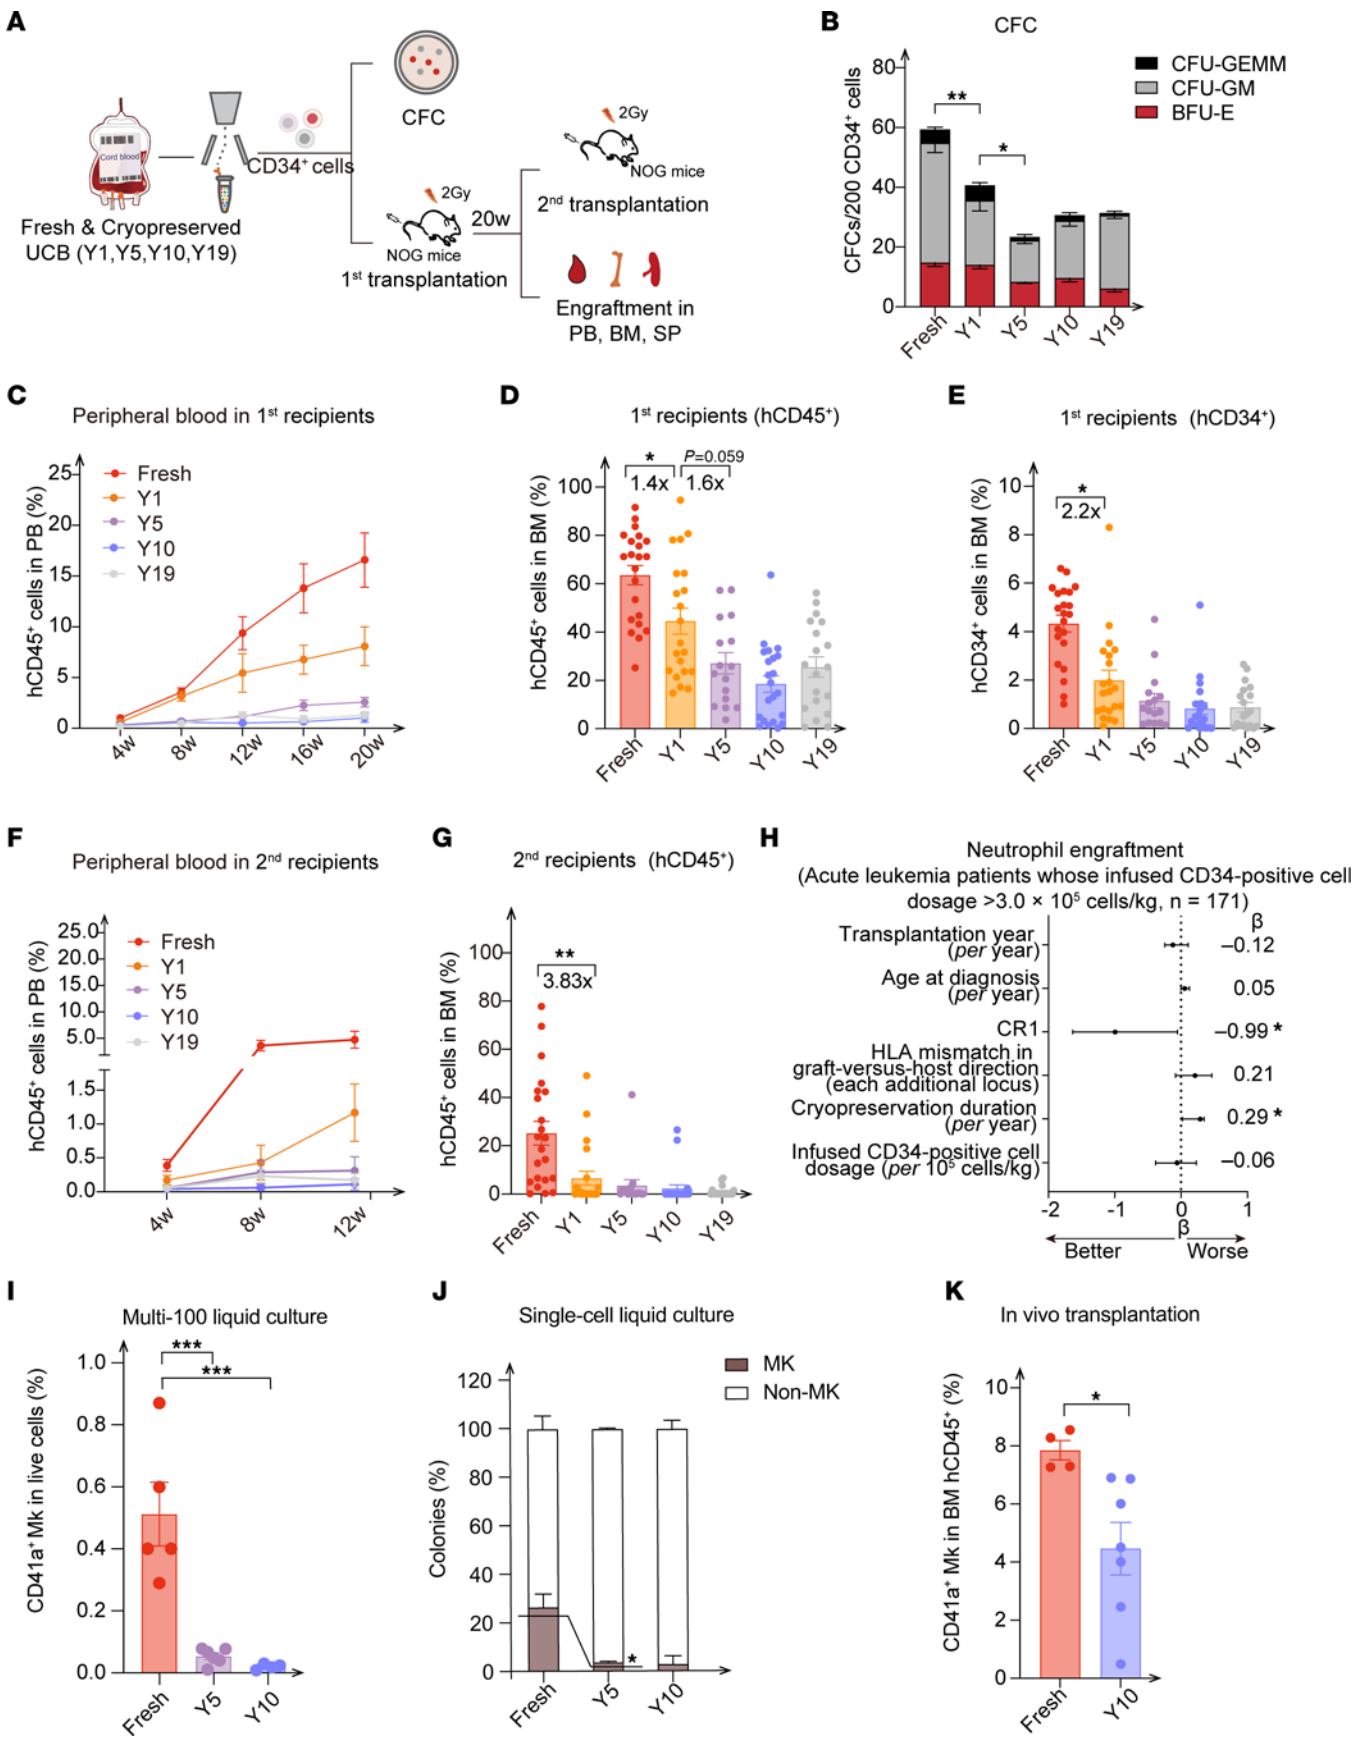 A
Cord blood
CD34⁺ cells
Fresh & Cryopreserved
UCB (Y1,Y5,Y10,Y19)
CFC
2Gy
NOG mice
1ˢᵗ transplantation
20w
2Gy
NOG mice
2ⁿᵈ transplantation
Engraftment in
PB, BM, SP
B
CFC
CFCs/200 CD34⁺ cells
80
60
40
20
0
**
*
CFU-GEMM
CFU-GM
BFU-E
Fresh
Y1
Y5
Y10
Y19
C
Peripheral blood in 1ˢᵗ recipients
hCD45⁺ cells in PB (%)
25
20
15
10
5
0
Fresh
Y1
Y5
Y10
Y19
4w
8w
12w
16w
20w
D
1ˢᵗ recipients (hCD45⁺)
hCD45⁺ cells in BM (%)
100
80
60
40
20
0
*
1.4x
P=0.059
1.6x
Fresh
Y1
Y5
Y10
Y19
E
1ˢᵗ recipients (hCD34⁺)
hCD34⁺ cells in BM (%)
10
8
6
4
2
0
*
2.2x
Fresh
Y1
Y5
Y10
Y19
F
Peripheral blood in 2ⁿᵈ recipients
hCD45⁺ cells in PB (%)
25.0
20.0
15.0
10.0
5.0
1.5
1.0
0.5
0.0
Fresh
Y1
Y5
Y10
Y19
4w
8w
12w
G
2ⁿᵈ recipients (hCD45⁺)
hCD45⁺ cells in BM (%)
100
80
60
40
20
0
**
3.83x
Fresh
Y1
Y5
Y10
Y19
H
Neutrophil engraftment
(Acute leukemia patients whose infused CD34-positive cell
dosage >3.0 × 10⁵ cells/kg, n = 171)
β
Transplantation year
(per year)
−0.12
Age at diagnosis
(per year)
0.05
CR1
−0.99 *
HLA mismatch in
graft-versus-host direction
(each additional locus)
0.21
Cryopreservation duration
(per year)
0.29 *
Infused CD34-positive cell
dosage (per 10⁵ cells/kg)
−0.06
-2
-1
0
1
β
Better
Worse
I
Multi-100 liquid culture
CD41a⁺ Mk in live cells (%)
1.0
0.8
0.6
0.4
0.2
0.0
***
***
Fresh
Y5
Y10
J
Single-cell liquid culture
Colonies (%)
120
100
80
60
40
20
0
MK
Non-MK
*
Fresh
Y5
Y10
K
In vivo transplantation
CD41a⁺ Mk in BM hCD45⁺ (%)
10
8
6
4
2
0
*
Fresh
Y10